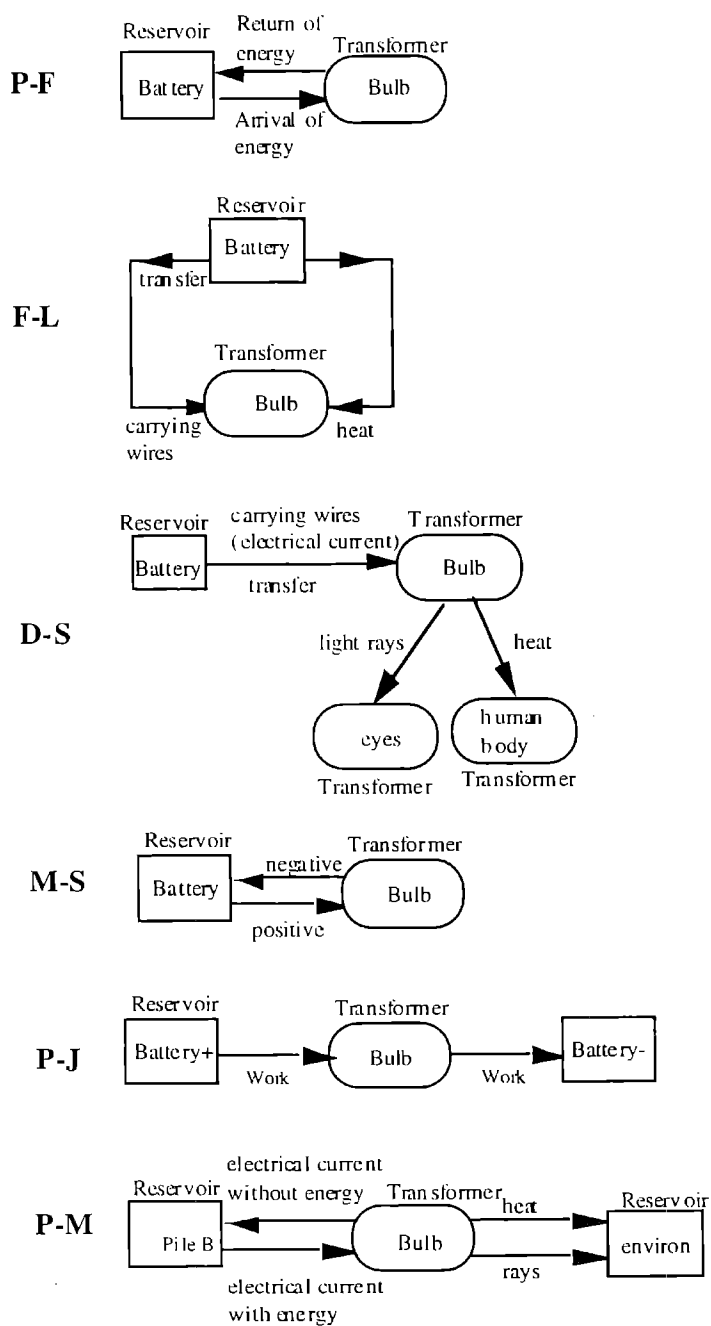 Reservoir
Return of
energy
Transformer
P-F
Battery
Bulb
Arrival of
energy
Reservoir
Battery
transfer
F-L
Transformer
Bulb
carrying
wires
heat
Reservoir
carrying wires
(electrical current)
Transformer
Battery
Bulb
transfer
D-S
light rays
heat
eyes
human
body
Transformer
Transformer
Reservoir
Transformer
negative
M-S
Battery
Bulb
positive
Reservoir
Transformer
P-J
Battery+
Bulb
Battery-
Work
Work
electrical current
without energy
Reservoir
Transformer
heat
Reservoir
P-M
Pile B
Bulb
environ
rays
electrical current
with energy